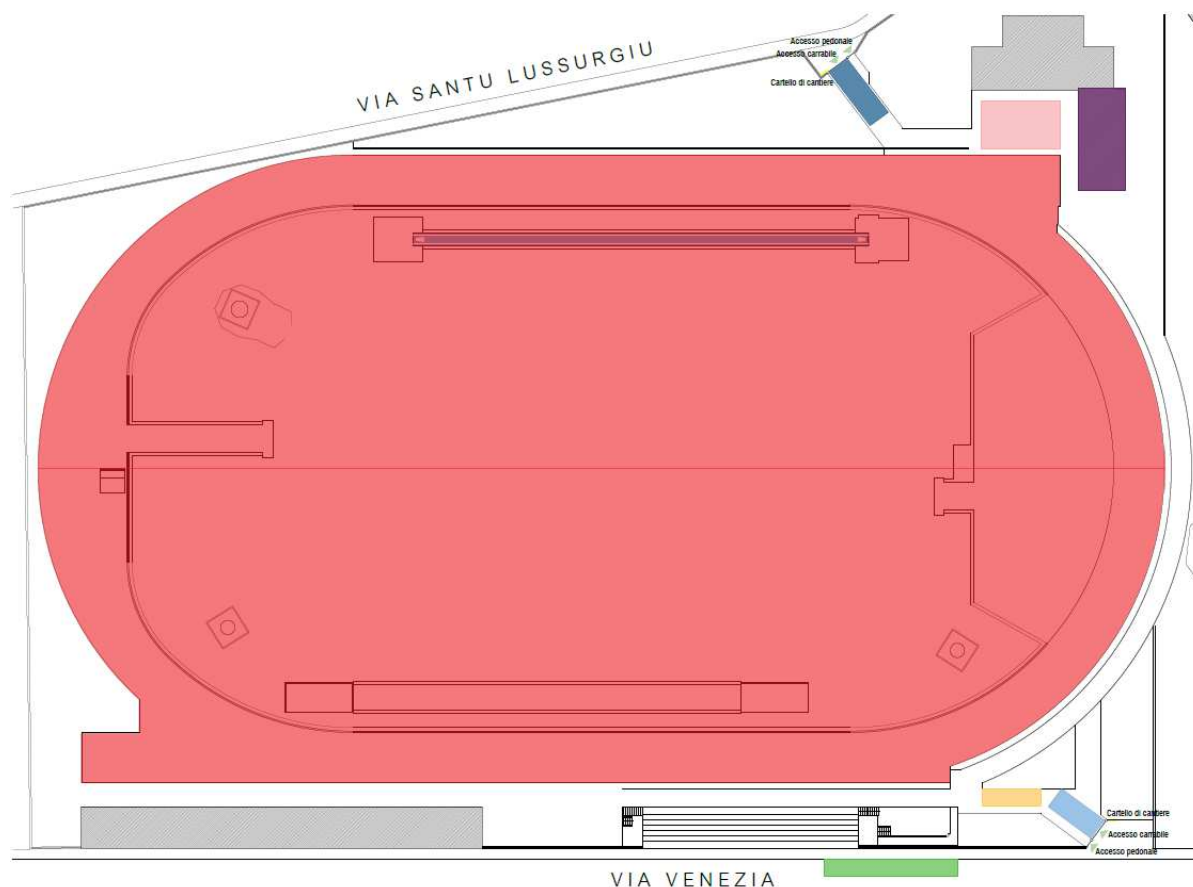 Accesso pedonale
VIA SANTU LUSSURGIU
Accesso carrabile
Cartello di cantiere
Cartello di cantiere
Accesso carrabile
Accesso pedonale
VIA VENEZIA